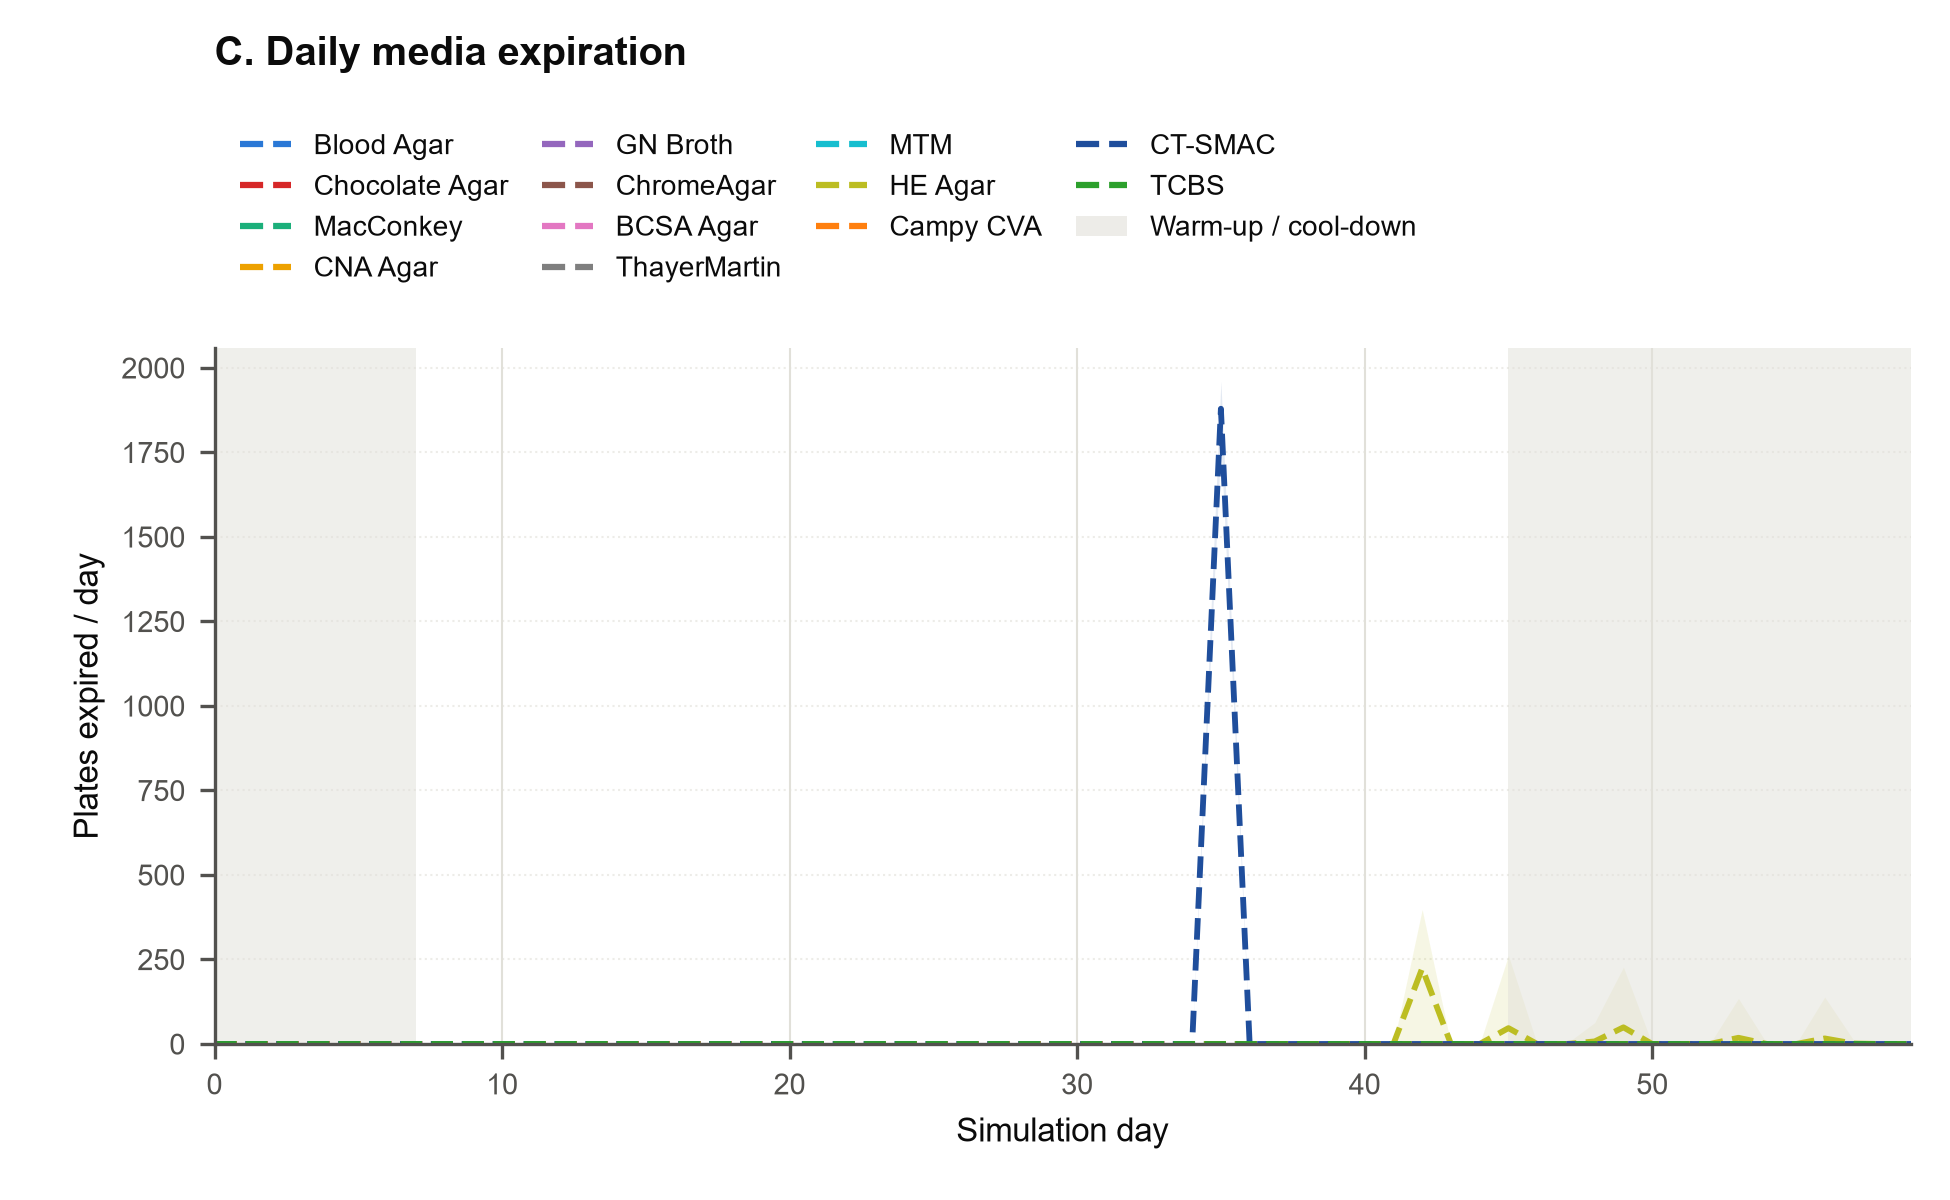 C. Daily media expiration
Blood Agar
Chocolate Agar
MacConkey
CNA Agar
GN Broth
ChromeAgar
BCSA Agar
ThayerMartin
MTM
HE Agar
Campy CVA
CT-SMAC
TCBS
Warm-up / cool-down
Plates expired / day
2000
1750
1500
1250
1000
750
500
250
0
0 10 20 30 40 50
Simulation day